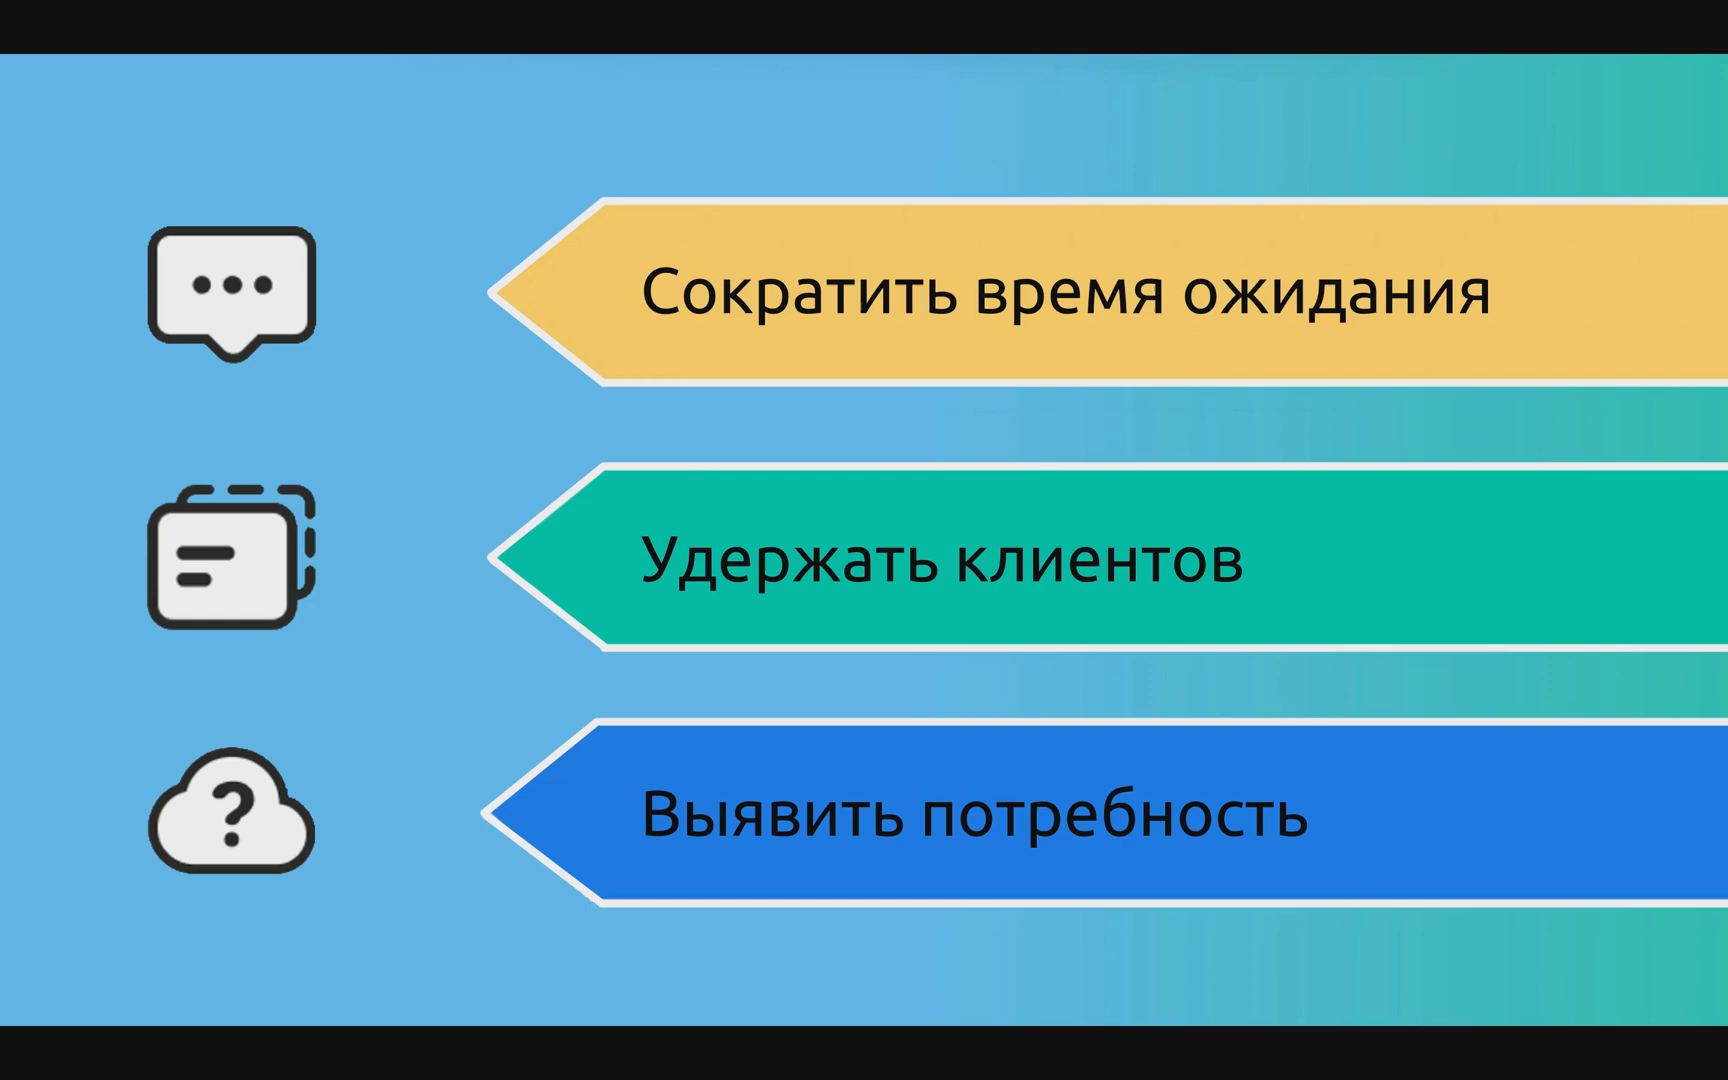 Сократить время ожидания
Удержать клиентов
Выявить потребность